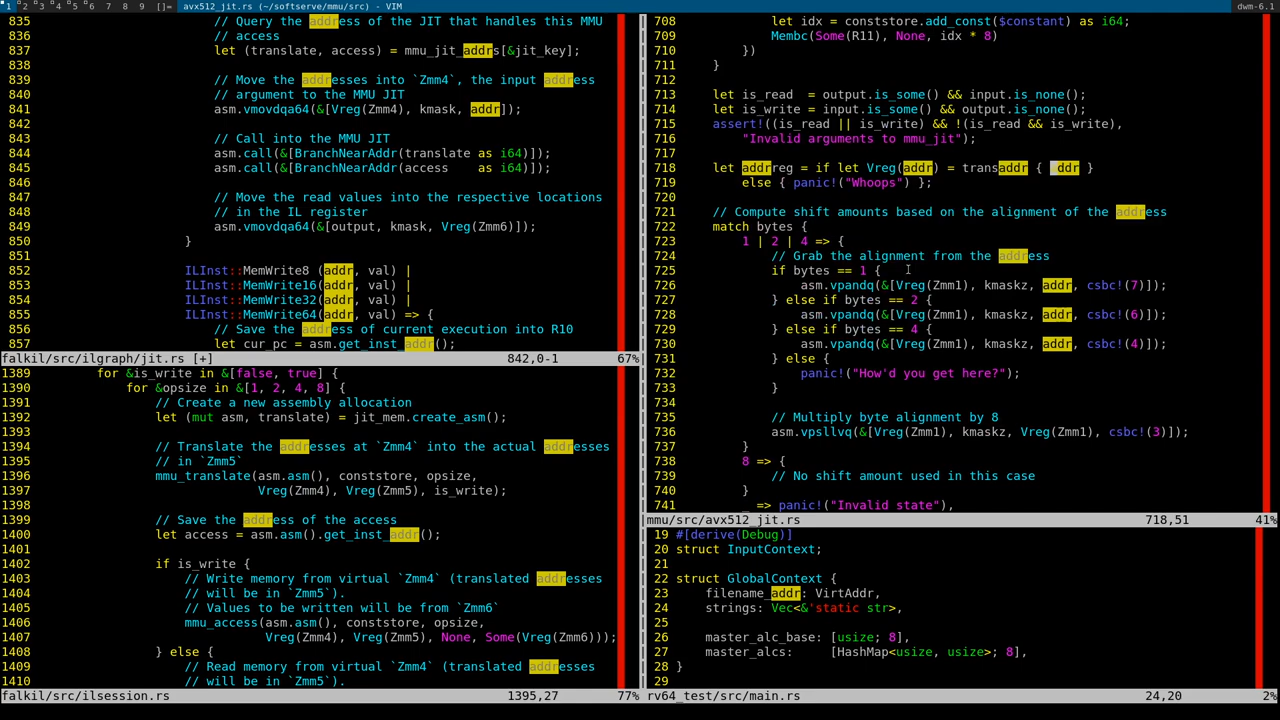 1 2 3 4 5 6 7 8 9 []= avx512_jit.rs (~/softserve/mmu/src) - VIM dwm-6.1
835 // Query the address of the JIT that handles this MMU
836 // access
837 let (translate, access) = mmu_jit_addrs[&jit_key];
838
839 // Move the addresses into `Zmm4`, the input address
840 // argument to the MMU JIT
841 asm.vmovdqa64(&[Vreg(Zmm4), kmask, addr]);
842
843 // Call into the MMU JIT
844 asm.call(&[BranchNearAddr(translate as i64)]);
845 asm.call(&[BranchNearAddr(access    as i64)]);
846
847 // Move the read values into the respective locations
848 // in the IL register
849 asm.vmovdqa64(&[output, kmask, Vreg(Zmm6)]);
850 }
851
852 ILInst::MemWrite8 (addr, val) |
853 ILInst::MemWrite16(addr, val) |
854 ILInst::MemWrite32(addr, val) |
855 ILInst::MemWrite64(addr, val) => {
856 // Save the address of current execution into R10
857 let cur_pc = asm.get_inst_addr();
falkil/src/ilgraph/jit.rs [+] 842,0-1 67%
1389 for &is_write in &[false, true] {
1390 for &opsize in &[1, 2, 4, 8] {
1391 // Create a new assembly allocation
1392 let (mut asm, translate) = jit_mem.create_asm();
1393
1394 // Translate the addresses at `Zmm4` into the actual addresses
1395 // in `Zmm5`
1396 mmu_translate(asm.asm(), conststore, opsize,
1397 Vreg(Zmm4), Vreg(Zmm5), is_write);
1398
1399 // Save the address of the access
1400 let access = asm.asm().get_inst_addr();
1401
1402 if is_write {
1403 // Write memory from virtual `Zmm4` (translated addresses
1404 // will be in `Zmm5`).
1405 // Values to be written will be from `Zmm6`
1406 mmu_access(asm.asm(), conststore, opsize,
1407 Vreg(Zmm4), Vreg(Zmm5), None, Some(Vreg(Zmm6)));
1408 } else {
1409 // Read memory from virtual `Zmm4` (translated addresses
1410 // will be in `Zmm5`).
falkil/src/ilsession.rs 1395,27 77%
708 let idx = conststore.add_const($constant) as i64;
709 Membc(Some(R11), None, idx * 8)
710 })
711 }
712
713 let is_read  = output.is_some() && input.is_none();
714 let is_write = input.is_some() && output.is_none();
715 assert!((is_read || is_write) && !(is_read && is_write),
716 "Invalid arguments to mmu_jit");
717
718 let addrreg = if let Vreg(addr) = transaddr { addr }
719 else { panic!("Whoops") };
720
721 // Compute shift amounts based on the alignment of the address
722 match bytes {
723 1 | 2 | 4 => {
724 // Grab the alignment from the address
725 if bytes == 1 {
726 asm.vpandq(&[Vreg(Zmm1), kmaskz, addr, csbc!(7)]);
727 } else if bytes == 2 {
728 asm.vpandq(&[Vreg(Zmm1), kmaskz, addr, csbc!(6)]);
729 } else if bytes == 4 {
730 asm.vpandq(&[Vreg(Zmm1), kmaskz, addr, csbc!(4)]);
731 } else {
732 panic!("How'd you get here?");
733 }
734
735 // Multiply byte alignment by 8
736 asm.vpsllvq(&[Vreg(Zmm1), kmaskz, Vreg(Zmm1), csbc!(3)]);
737 }
738 8 => {
739 // No shift amount used in this case
740 }
741 _ => panic!("Invalid state"),
mmu/src/avx512_jit.rs 718,51 41%
19 #[derive(Debug)]
20 struct InputContext;
21
22 struct GlobalContext {
23 filename_addr: VirtAddr,
24 strings: Vec<&'static str>,
25
26 master_alc_base: [usize; 8],
27 master_alcs:     [HashMap<usize, usize>; 8],
28 }
29
rv64_test/src/main.rs 24,20 2%